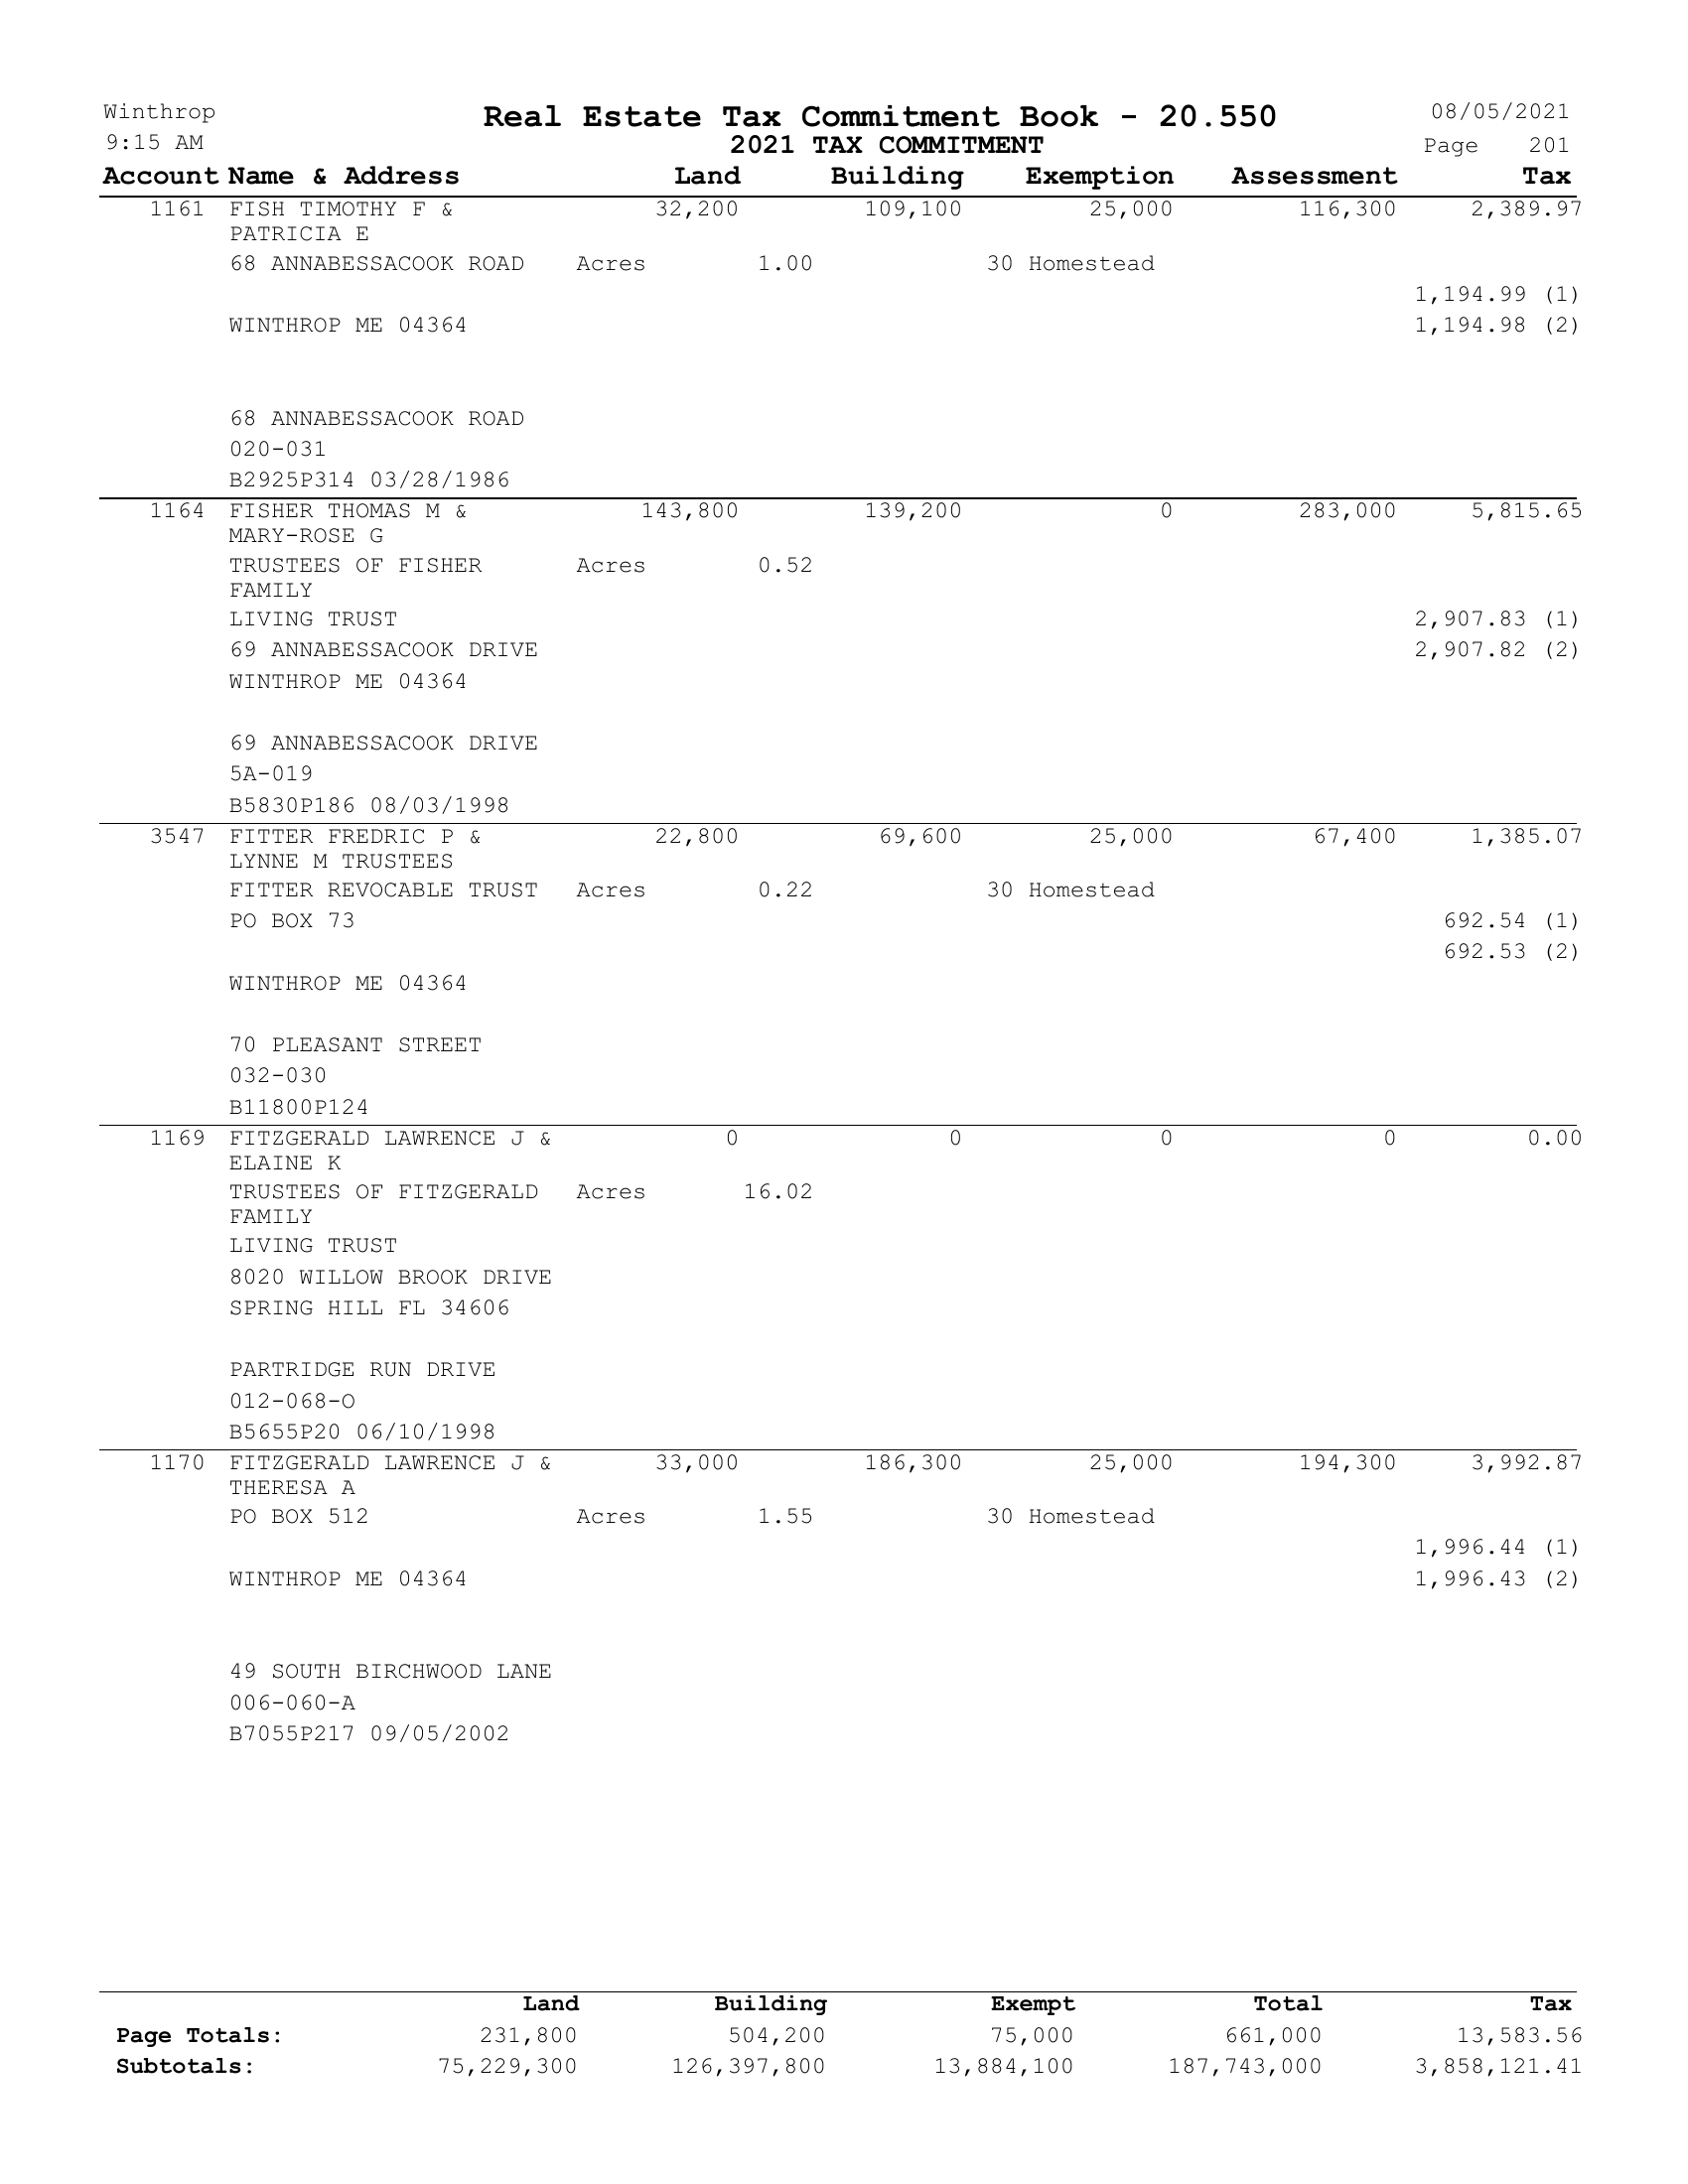 Winthrop Real Estate Tax Commitment Book - 20.550 08/05/2021
9:15 AM 2021 TAX COMMITMENT Page 201
Account Name & Address Land Building Exemption Assessment Tax
1161 FISH TIMOTHY F & 32,200 109,100 25,000 116,300 2,389.97
PATRICIA E
68 ANNABESSACOOK ROAD Acres 1.00 30 Homestead
1,194.99 (1)
WINTHROP ME 04364 1,194.98 (2)
68 ANNABESSACOOK ROAD
020-031
B2925P314 03/28/1986
1164 FISHER THOMAS M & 143,800 139,200 0 283,000 5,815.65
MARY-ROSE G
TRUSTEES OF FISHER Acres 0.52
FAMILY
LIVING TRUST 2,907.83 (1)
69 ANNABESSACOOK DRIVE 2,907.82 (2)
WINTHROP ME 04364
69 ANNABESSACOOK DRIVE
5A-019
B5830P186 08/03/1998
3547 FITTER FREDRIC P & 22,800 69,600 25,000 67,400 1,385.07
LYNNE M TRUSTEES
FITTER REVOCABLE TRUST Acres 0.22 30 Homestead
PO BOX 73 692.54 (1)
692.53 (2)
WINTHROP ME 04364
70 PLEASANT STREET
032-030
B11800P124
1169 FITZGERALD LAWRENCE J & 0 0 0 0 0.00
ELAINE K
TRUSTEES OF FITZGERALD Acres 16.02
FAMILY
LIVING TRUST
8020 WILLOW BROOK DRIVE
SPRING HILL FL 34606
PARTRIDGE RUN DRIVE
012-068-O
B5655P20 06/10/1998
1170 FITZGERALD LAWRENCE J & 33,000 186,300 25,000 194,300 3,992.87
THERESA A
PO BOX 512 Acres 1.55 30 Homestead
1,996.44 (1)
WINTHROP ME 04364 1,996.43 (2)
49 SOUTH BIRCHWOOD LANE
006-060-A
B7055P217 09/05/2002
Land Building Exempt Total Tax
Page Totals: 231,800 504,200 75,000 661,000 13,583.56
Subtotals: 75,229,300 126,397,800 13,884,100 187,743,000 3,858,121.41